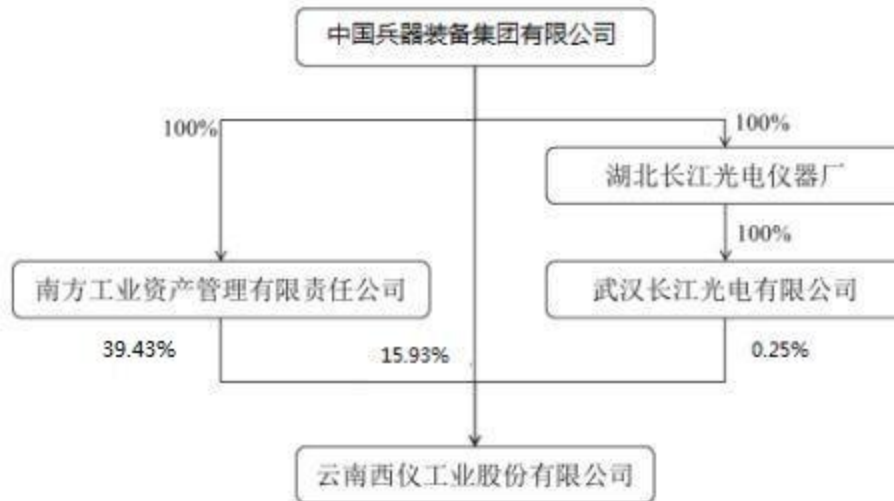 中国兵器装备集团有限公司
100%
100%
湖北长江光电仪器厂
100%
南方工业资产管理有限责任公司
武汉长江光电有限公司
39.43%
15.93%
0.25%
云南西仪工业股份有限公司